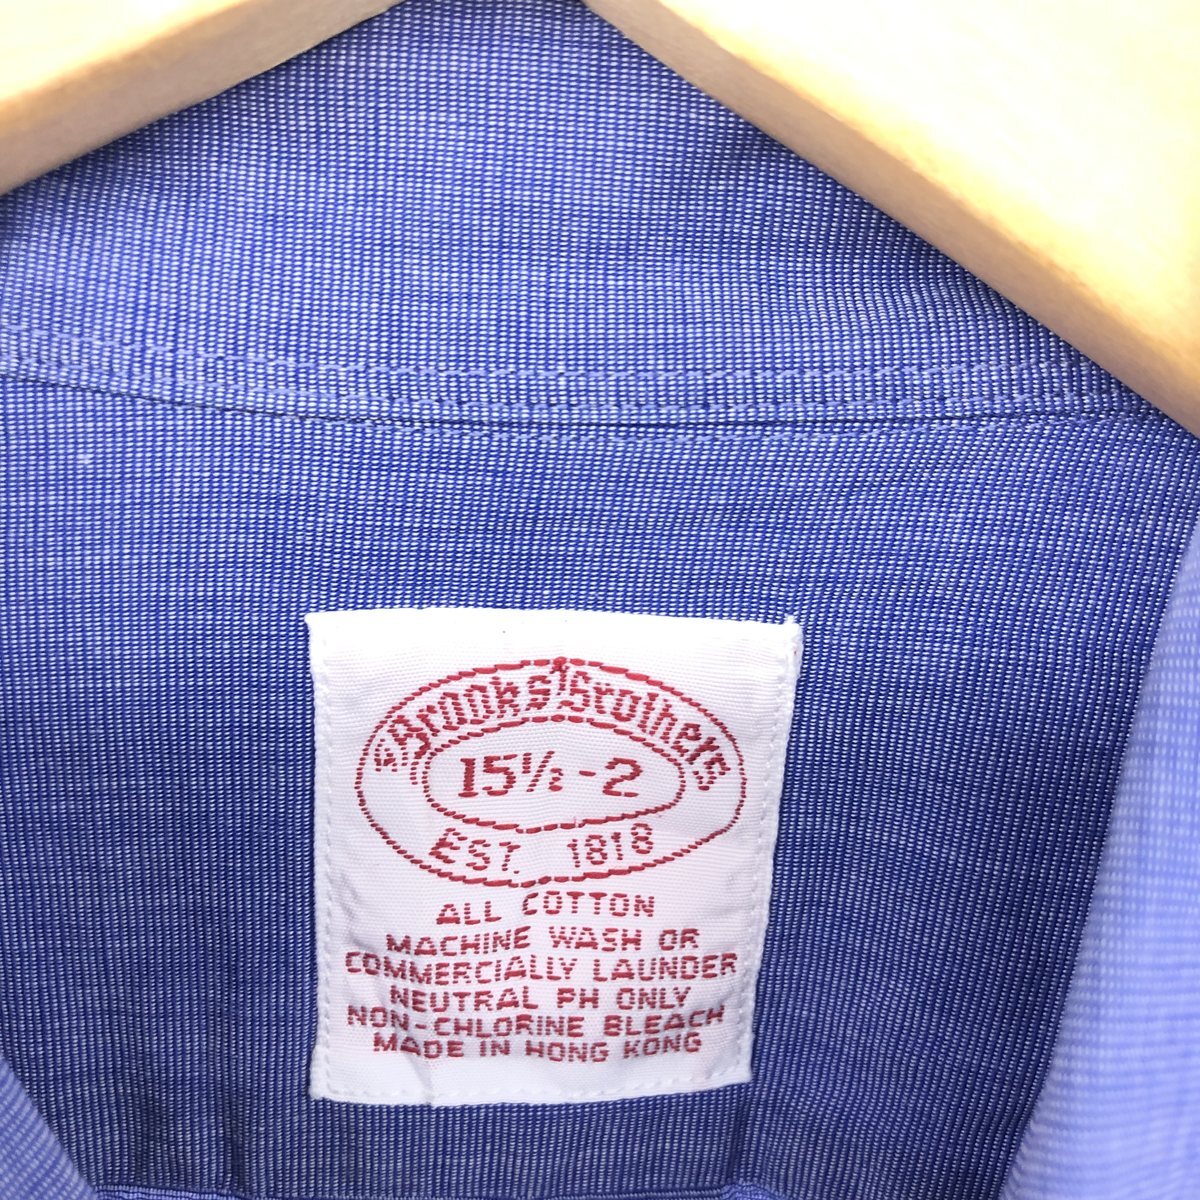 Brooks Brothers
15½-2
EST. 1818
ALL COTTON
MACHINE WASH OR
COMMERCIALLY LAUNDER
NEUTRAL PH ONLY
NON-CHLORINE BLEACH
MADE IN HONG KONG